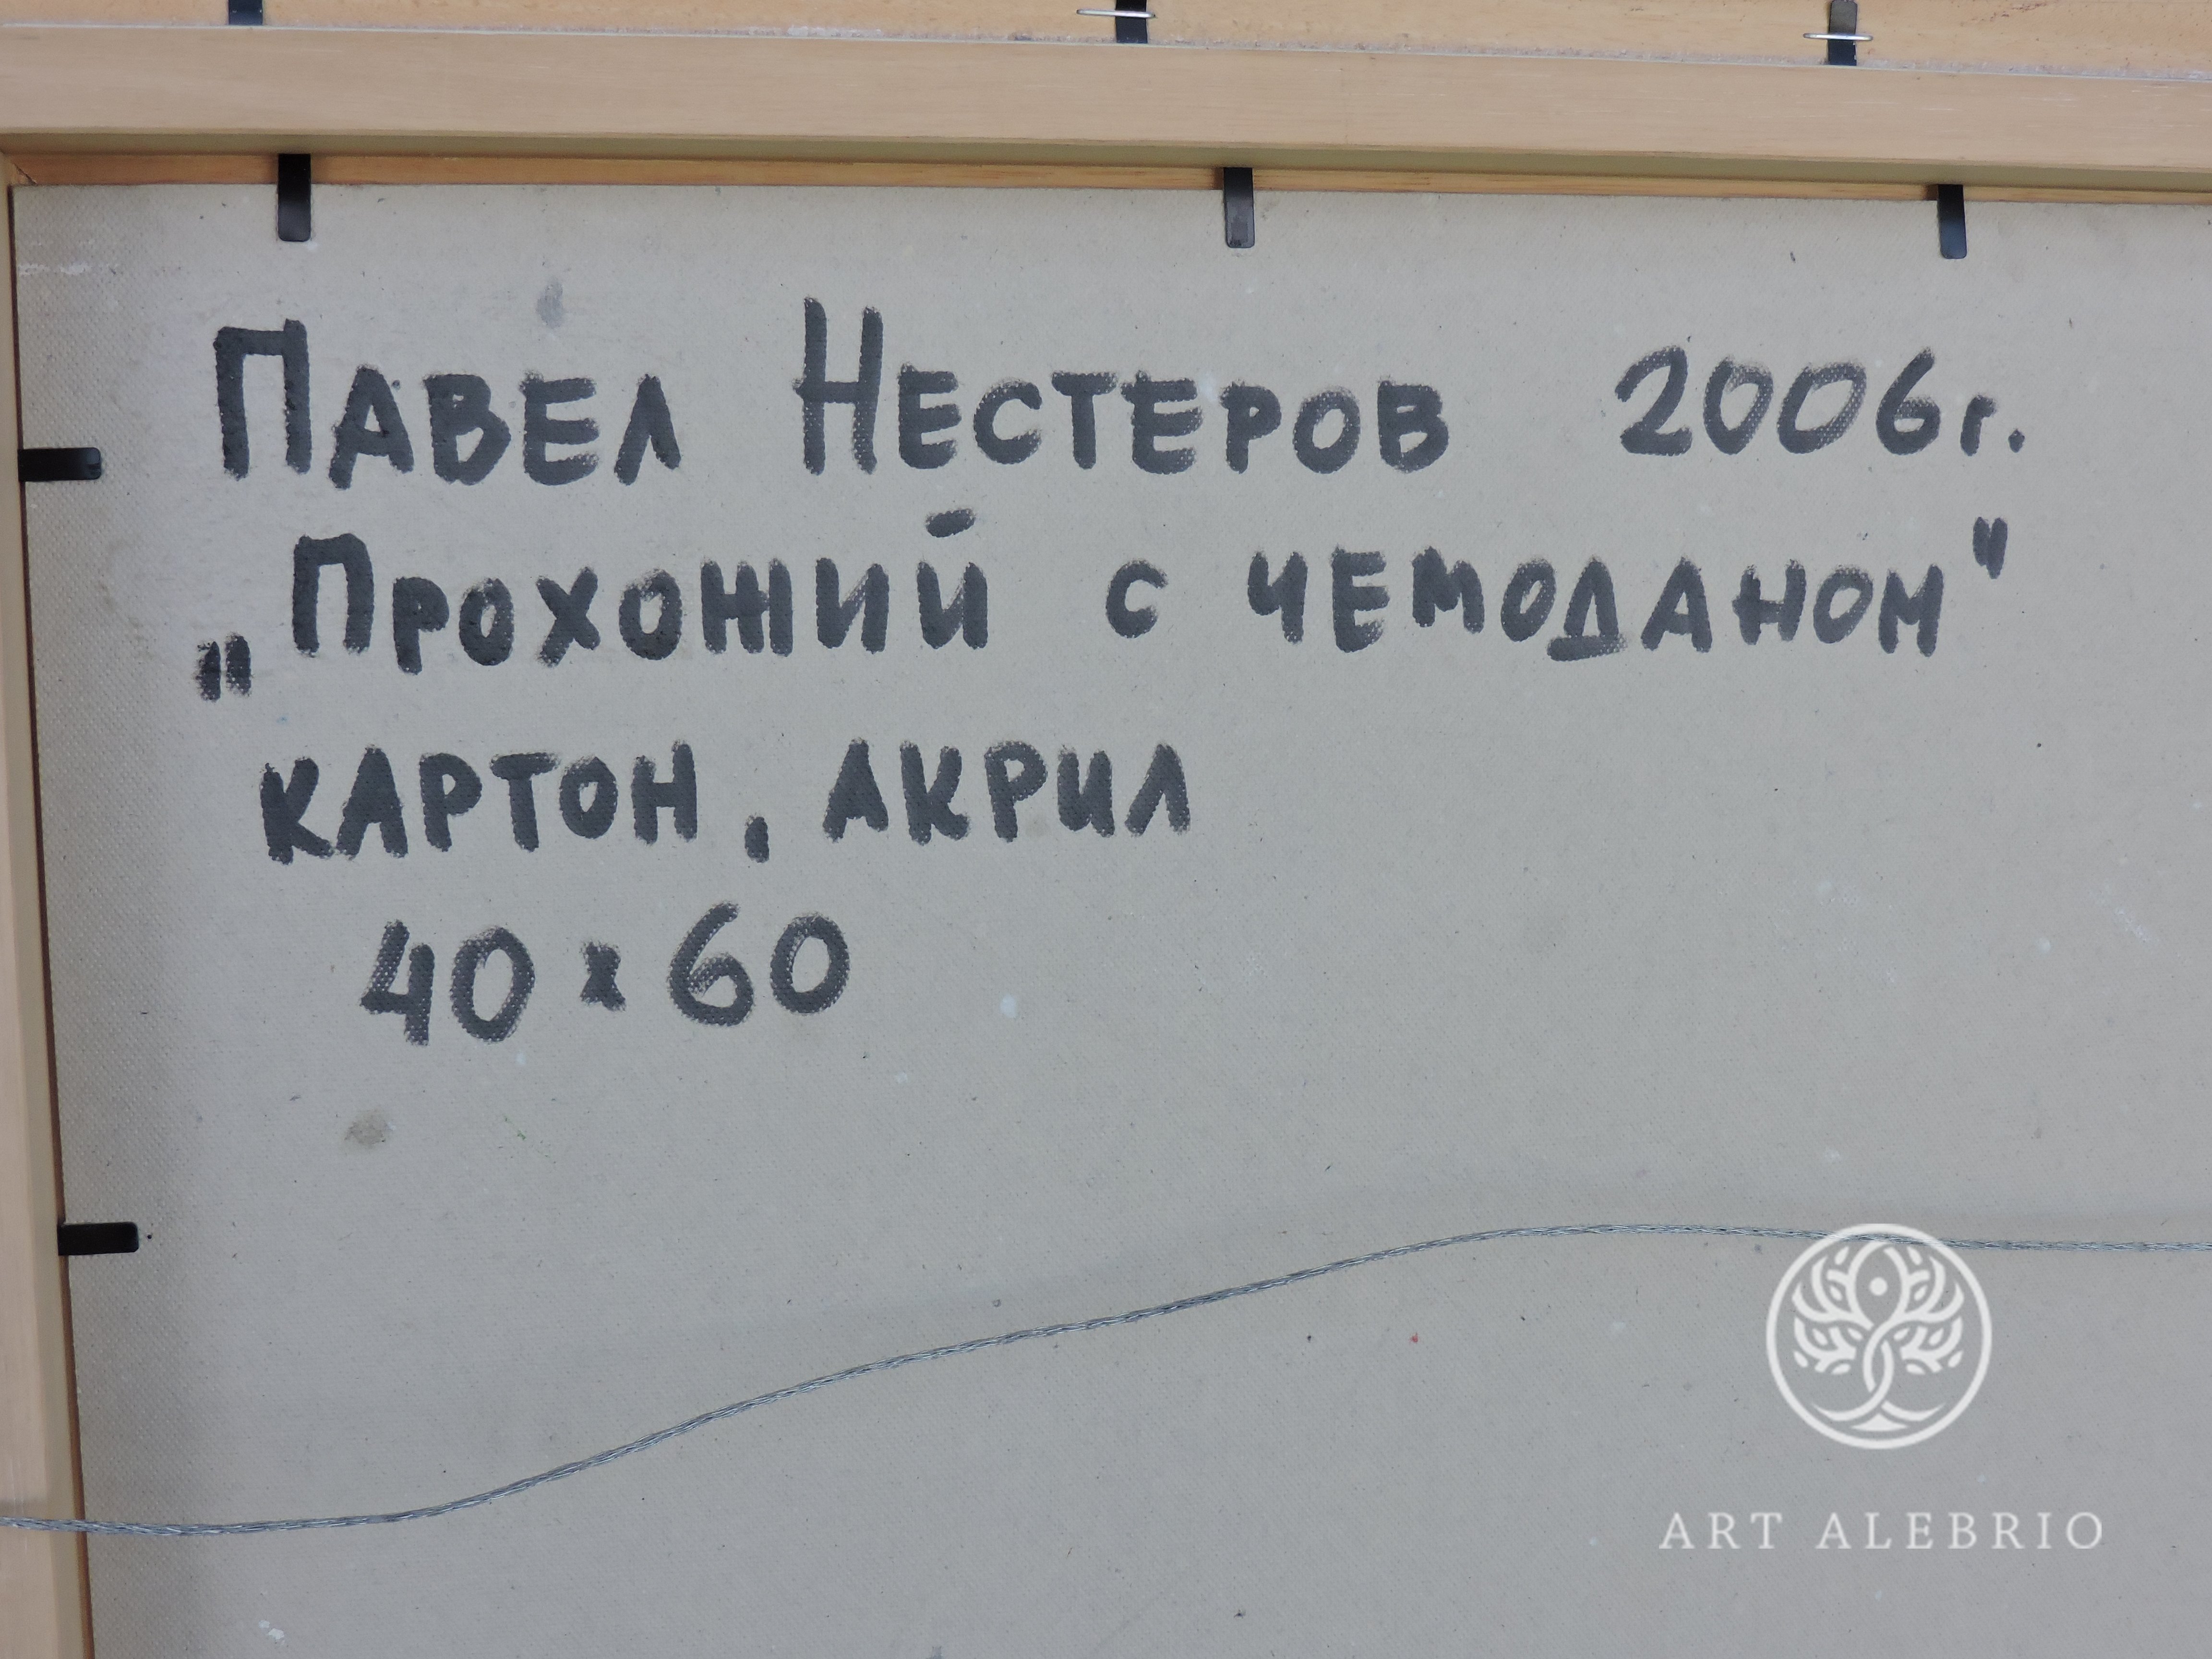 Павел Нестеров 2006г.
„Прохожий с чемоданом"
картон, акрил
40 x 60
ART ALEBRIO